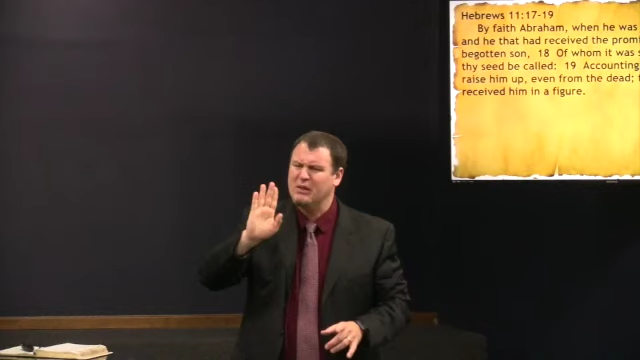 Hebrews 11:17-19
By faith Abraham, when he was
and he that had received the promi
begotten son, 18 Of whom it was s
thy seed be called: 19 Accounting
raise him up, even from the dead; f
received him in a figure.